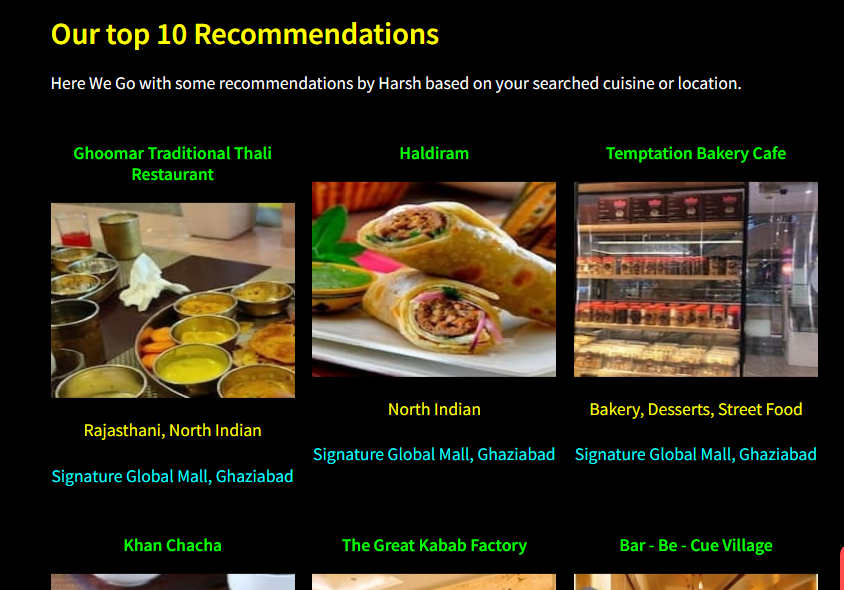 Our top 10 Recommendations
Here We Go with some recommendations by Harsh based on your searched cuisine or location.
Ghoomar Traditional Thali
Restaurant
Haldiram
Temptation Bakery Cafe
Rajasthani, North Indian
North Indian
Bakery, Desserts, Street Food
Signature Global Mall, Ghaziabad
Signature Global Mall, Ghaziabad
Signature Global Mall, Ghaziabad
Khan Chacha
The Great Kabab Factory
Bar - Be - Cue Village